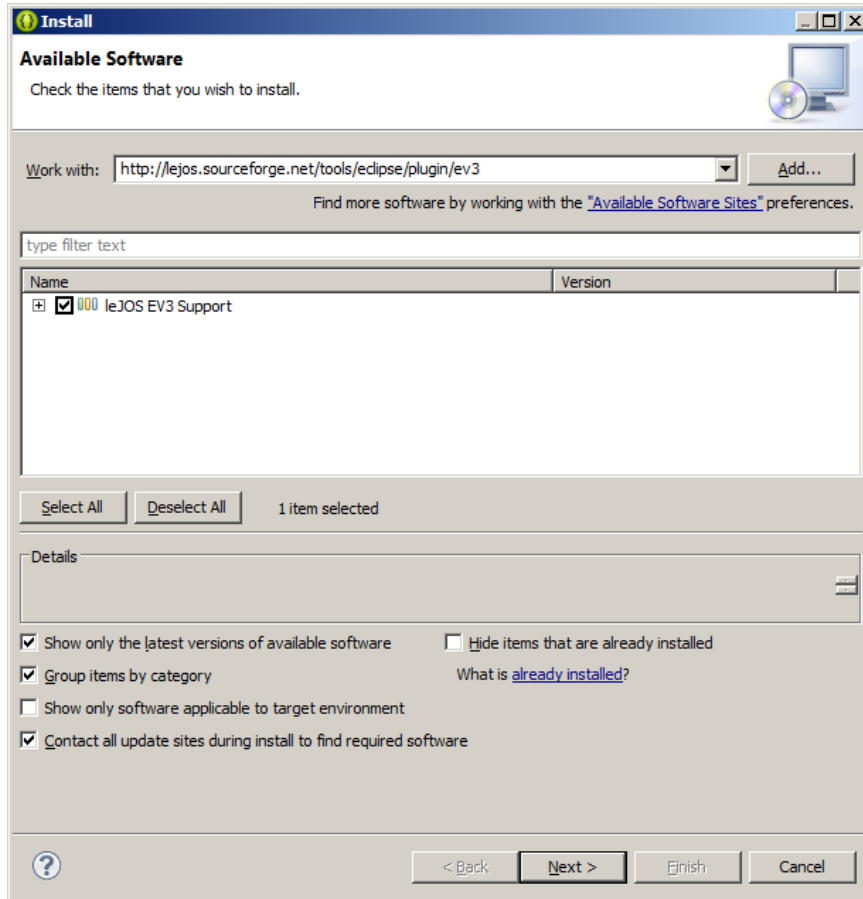 Install
Available Software
Check the items that you wish to install.
Work with: http://lejos.sourceforge.net/tools/eclipse/plugin/ev3 Add...
Find more software by working with the "Available Software Sites" preferences.
type filter text
Name Version
leJOS EV3 Support
Select All Deselect All 1 item selected
Details
Show only the latest versions of available software Hide items that are already installed
Group items by category What is already installed?
Show only software applicable to target environment
Contact all update sites during install to find required software
? < Back Next > Finish Cancel